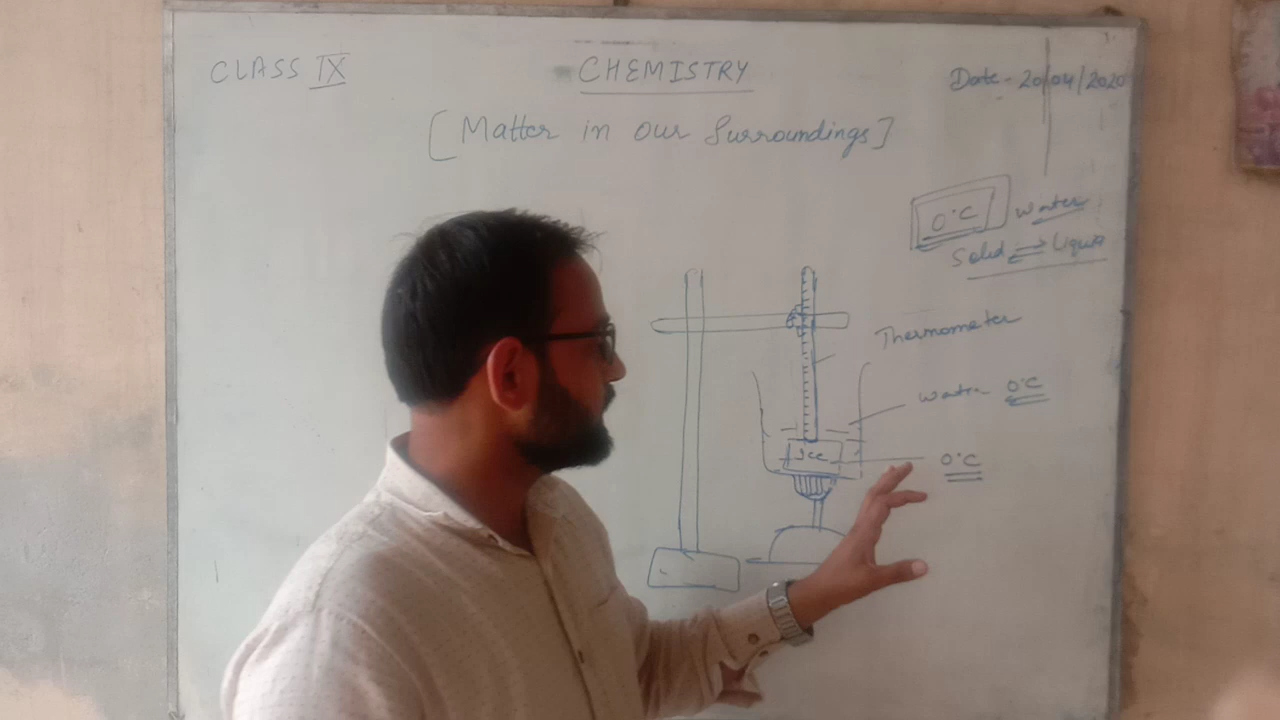 CLASS IX
CHEMISTRY
Date - 20/04/2020
[Matter in our Surroundings]
0°C
Water
Solid ⇌ Liquid
Thermometer
Water 0°C
Ice
0°C